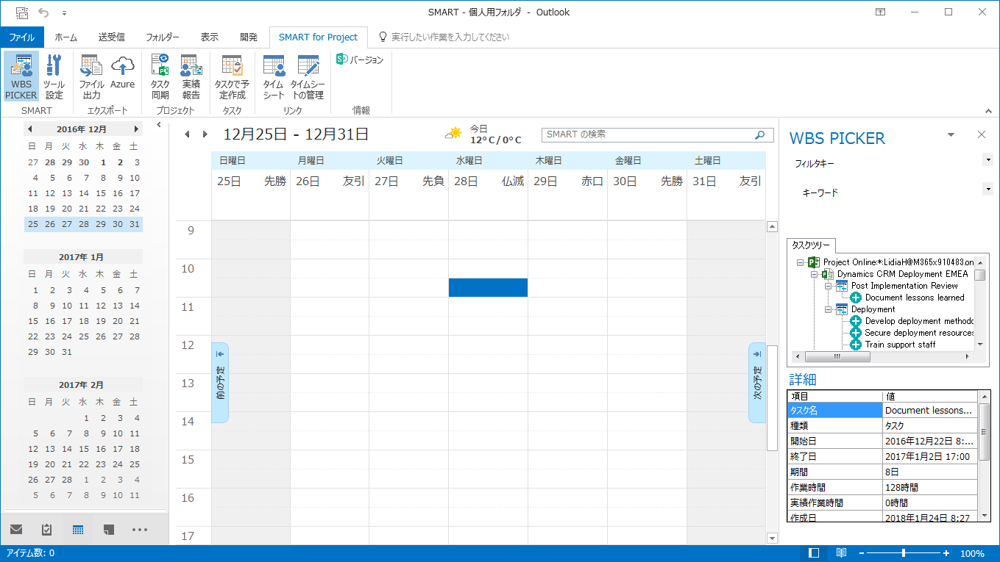 SMART - 個人用フォルダ - Outlook
ファイル ホーム 送受信 フォルダー 表示 開発 SMART for Project 実行したい作業を入力してください
WBS PICKER
ツール設定
SMART
ファイル出力
Azure
エクスポート
タスク同期
実績報告
プロジェクト
タスクで予定作成
タスク
タイムシート
タイムシートの管理
リンク
バージョン
情報
2016年 12月
日 月 火 水 木 金 土
27 28 29 30 1 2 3
4 5 6 7 8 9 10
11 12 13 14 15 16 17
18 19 20 21 22 23 24
25 26 27 28 29 30 31
2017年 1月
日 月 火 水 木 金 土
1 2 3 4 5 6 7
8 9 10 11 12 13 14
15 16 17 18 19 20 21
22 23 24 25 26 27 28
29 30 31
2017年 2月
日 月 火 水 木 金 土
1 2 3 4
5 6 7 8 9 10 11
12 13 14 15 16 17 18
19 20 21 22 23 24 25
26 27 28 1 2 3 4
5 6 7 8 9 10 11
12月25日 - 12月31日
今日
12°C / 0°C
SMART の検索
日曜日 月曜日 火曜日 水曜日 木曜日 金曜日 土曜日
25日 先勝 26日 友引 27日 先負 28日 仏滅 29日 赤口 30日 先勝 31日 友引
9
10
11
12
13
14
15
16
17
前の予定
次の予定
WBS PICKER
フィルタキー
キーワード
タスクツリー
Project Online:*:LidiaH@M365x910483.on
Dynamics CRM Deployment EMEA
Post Implementation Review
Document lessons learned
Deployment
Develop deployment methodo
Secure deployment resources
Train support staff
詳細
項目 値
タスク名 Document lessons...
種類 タスク
開始日 2016年12月22日 8:...
終了日 2017年1月2日 17:00
期間 8日
作業時間 128時間
実績作業時間 0時間
作成日 2018年1月24日 8:27
アイテム数: 0
100%